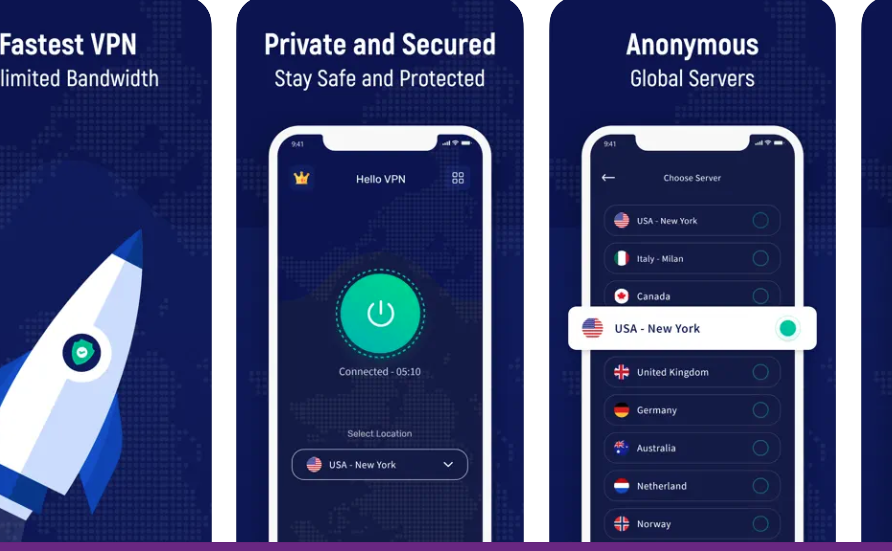 Fastest VPN
limited Bandwidth
Private and Secured
Stay Safe and Protected
9:41
Hello VPN
Connected - 05:10
Select Location
USA - New York
Anonymous
Global Servers
9:41
Choose Server
USA - New York
Italy - Milan
Canada
USA - New York
United Kingdom
Germany
Australia
Netherland
Norway